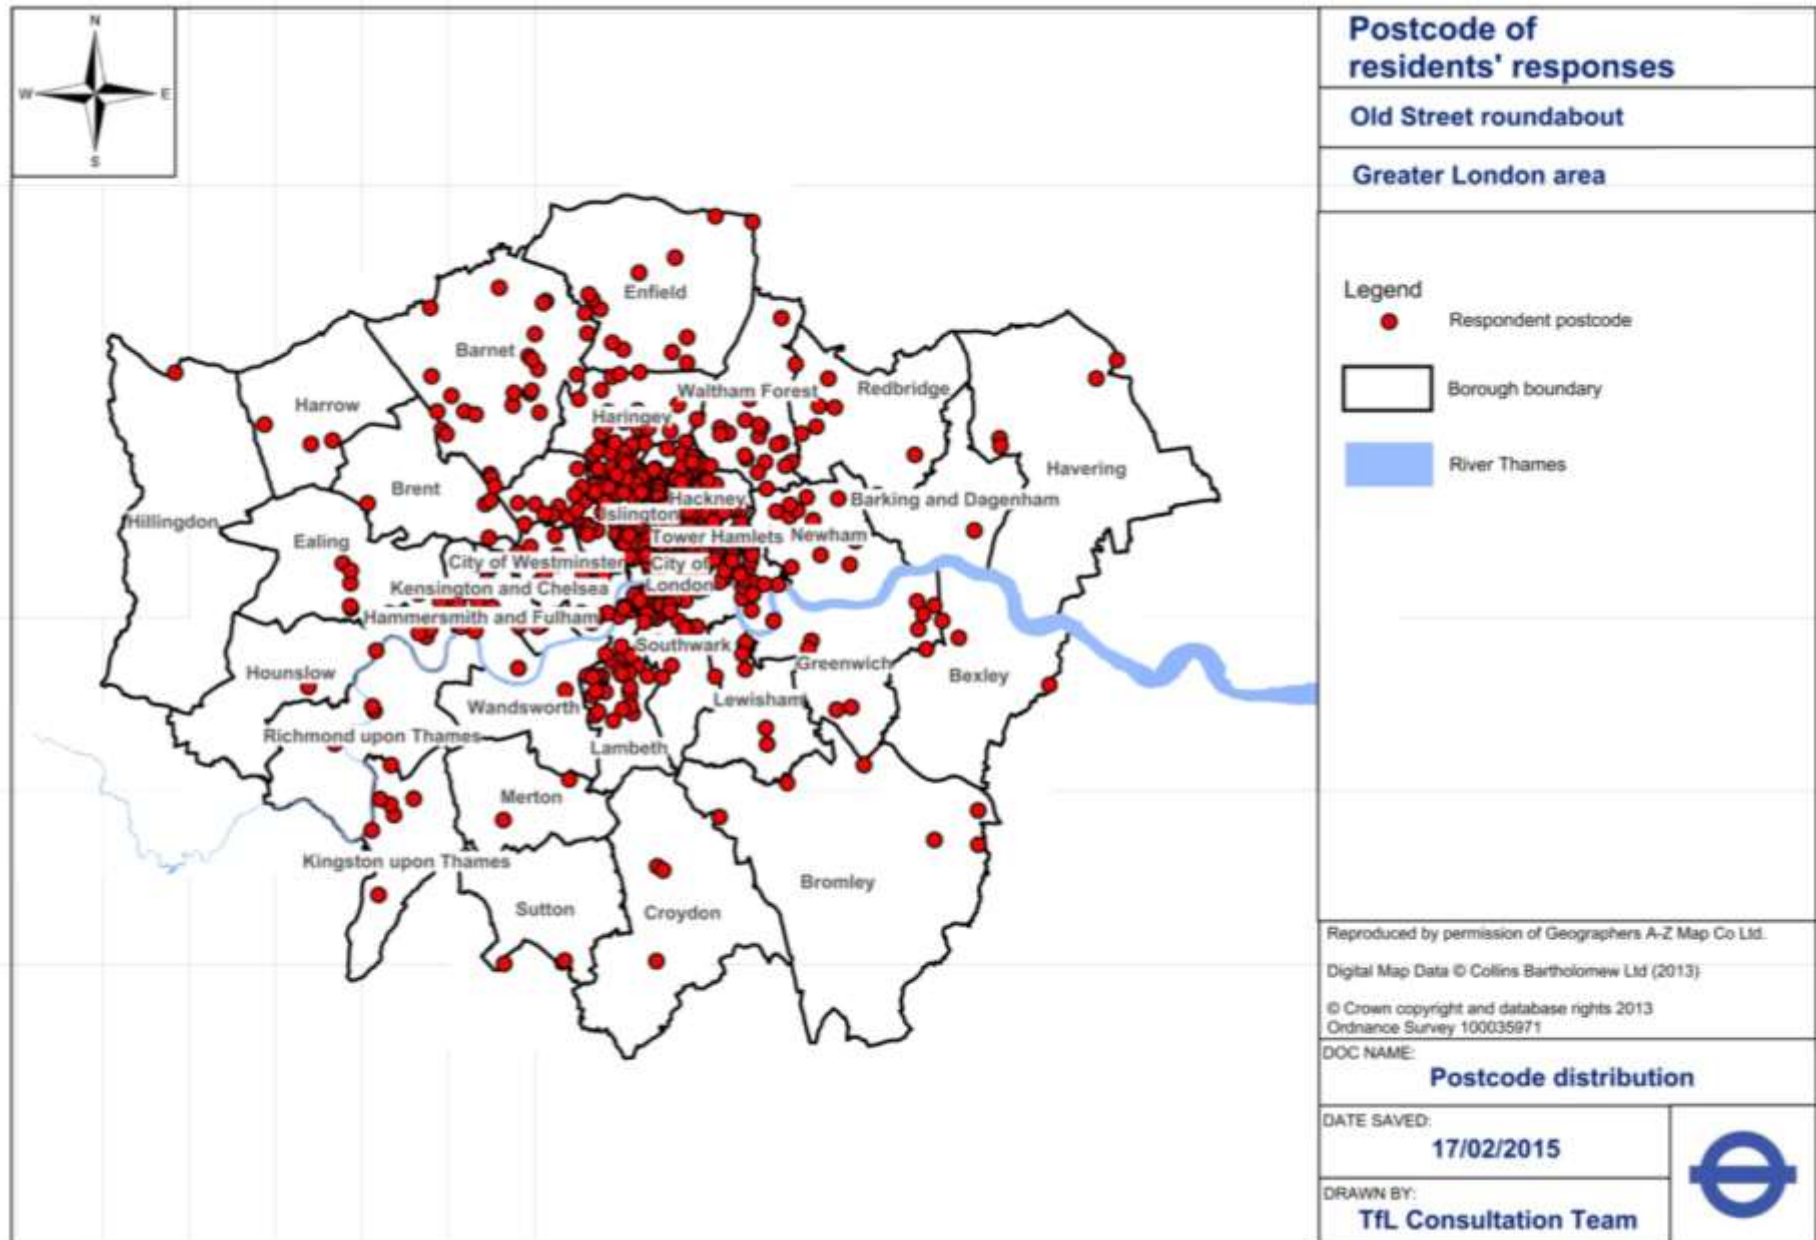 N
W
E
S
Postcode of
residents' responses
Old Street roundabout
Greater London area
Legend
Respondent postcode
Borough boundary
River Thames
Enfield
Barnet
Harrow
Waltham Forest
Redbridge
Haringey
Havering
Brent
Hackney
Barking and Dagenham
Islington
Hillingdon
Ealing
Tower Hamlets
Newham
City of Westminster
City of
London
Kensington and Chelsea
Hammersmith and Fulham
Southwark
Greenwich
Hounslow
Bexley
Lewisham
Wandsworth
Richmond upon Thames
Lambeth
Merton
Kingston upon Thames
Bromley
Sutton
Croydon
Reproduced by permission of Geographers A-Z Map Co Ltd.
Digital Map Data © Collins Bartholomew Ltd (2013)
© Crown copyright and database rights 2013
Ordnance Survey 100035971
DOC NAME:
Postcode distribution
DATE SAVED:
17/02/2015
DRAWN BY:
TfL Consultation Team